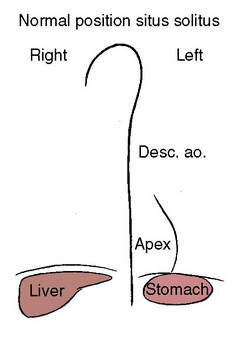 Normal position situs solitus
Right Left
Desc. ao.
Apex
Liver Stomach